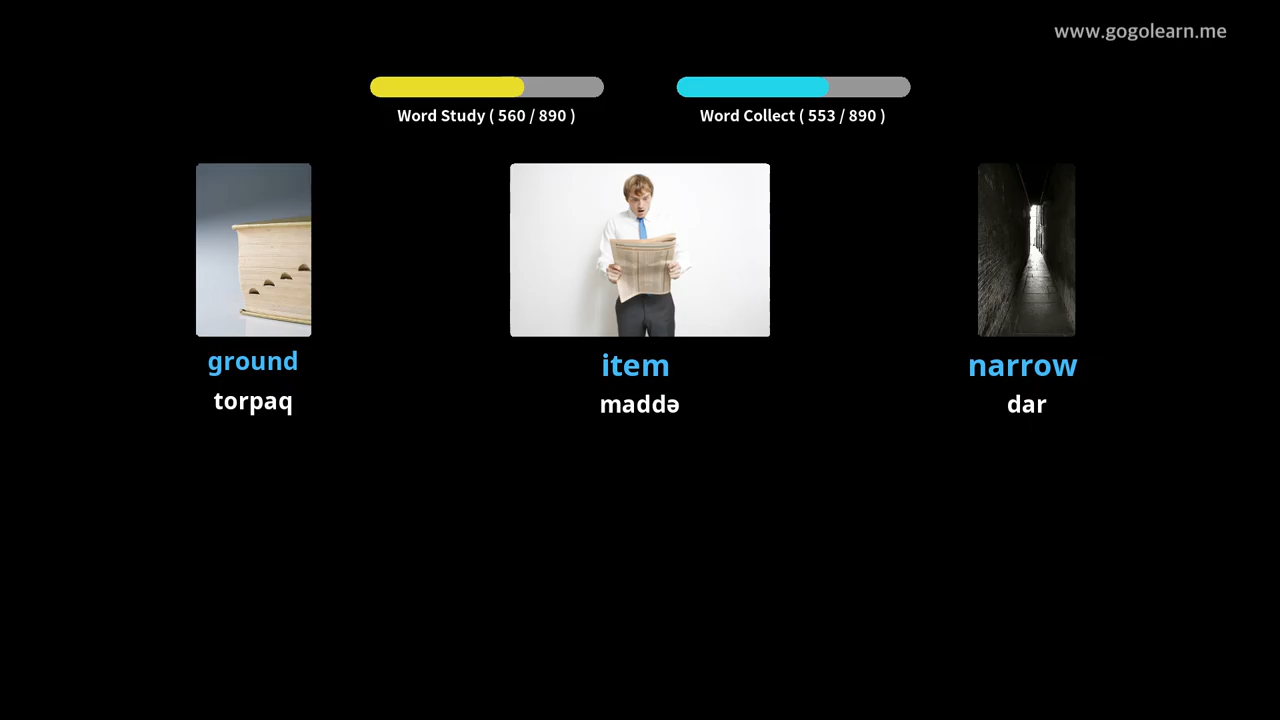 www.gogolearn.me
Word Study ( 560 / 890 )
Word Collect ( 553 / 890 )
ground
torpaq
item
maddə
narrow
dar